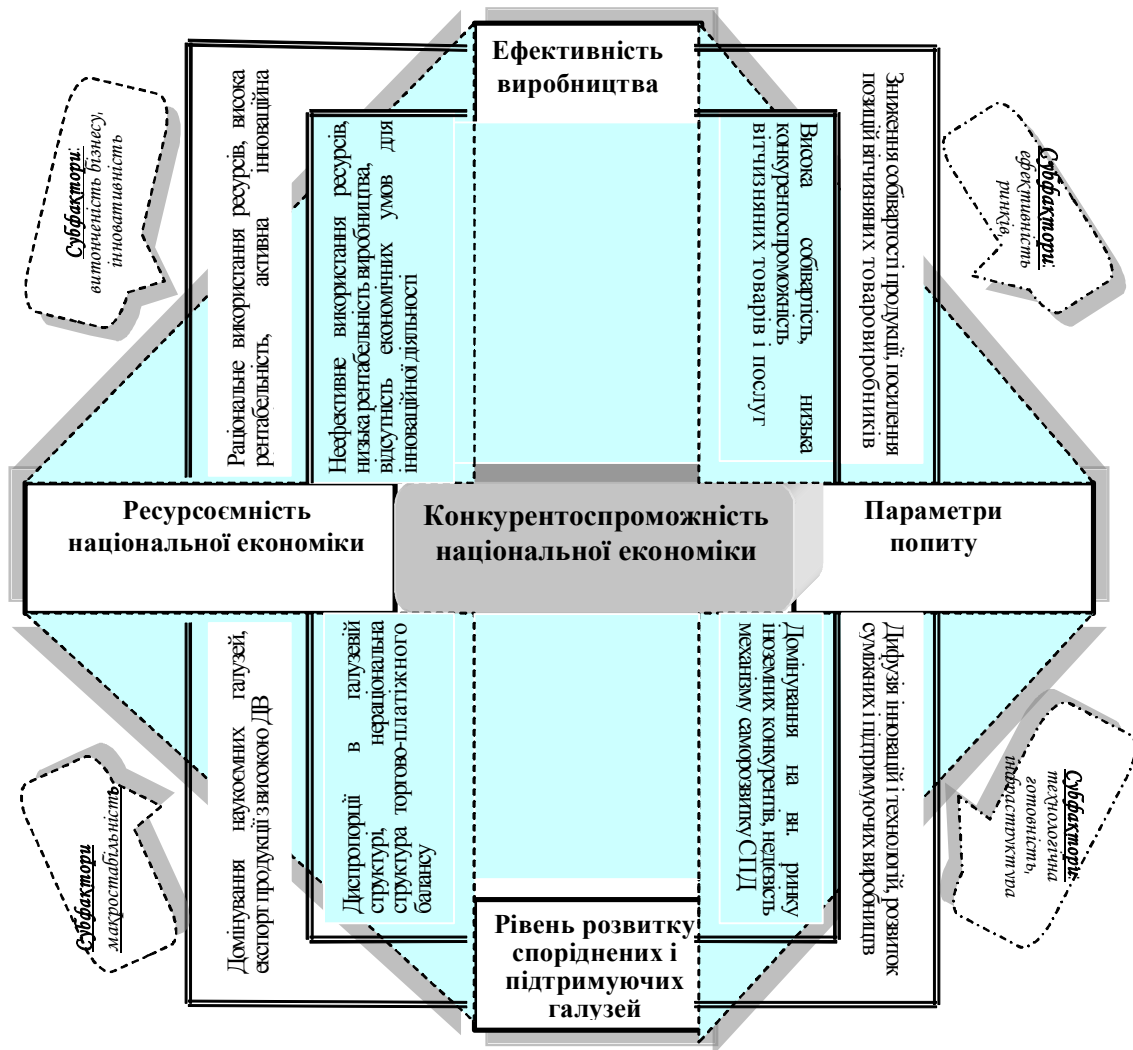 Ефективність
виробництва
Субфактори:
витонченість бізнесу,
інновативність
Раціональне використання ресурсів, висока
рентабельність, активна інноваційна
Неефективне використання ресурсів,
низька рентабельність виробництва,
відсутність економічних умов для
інноваційної діяльності
Висока собівартість, низька
конкурентоспроможність
вітчизняних товарів і послуг
Зниження собівартості продукції, посилення
позицій вітчизняних товаровиробників
Субфактори:
ефективність
ринків,
Ресурсоємність
національної економіки
Конкурентоспроможність
національної економіки
Параметри
попиту
Субфактори
макростабільність
Домінування наукоємних галузей,
експорт продукції з високою ДВ
Диспропорції в галузевій
структурі, нераціональна
структура торгово-платіжного
балансу
Домінування на вн. ринку
іноземних конкурентів, недієвість
механізму саморозвитку СПД
Дифузія інновацій і технологій, розвиток
суміжних і підтримуючих виробництв
Субфактори:
технологічна
готовність,
інфраструктура
Рівень розвитку
споріднених і
підтримуючих
галузей